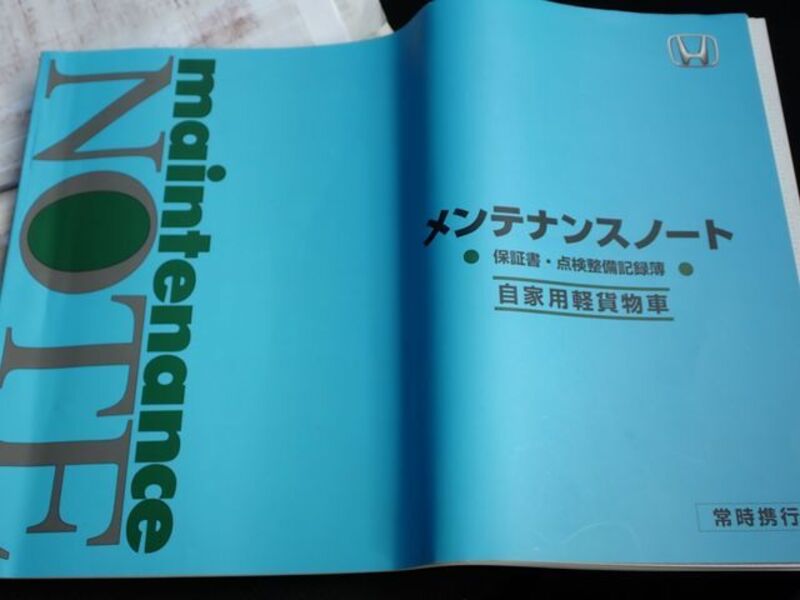 maintenance
NOTE
メンテナンスノート
保証書・点検整備記録簿
自家用軽貨物車
常時携行